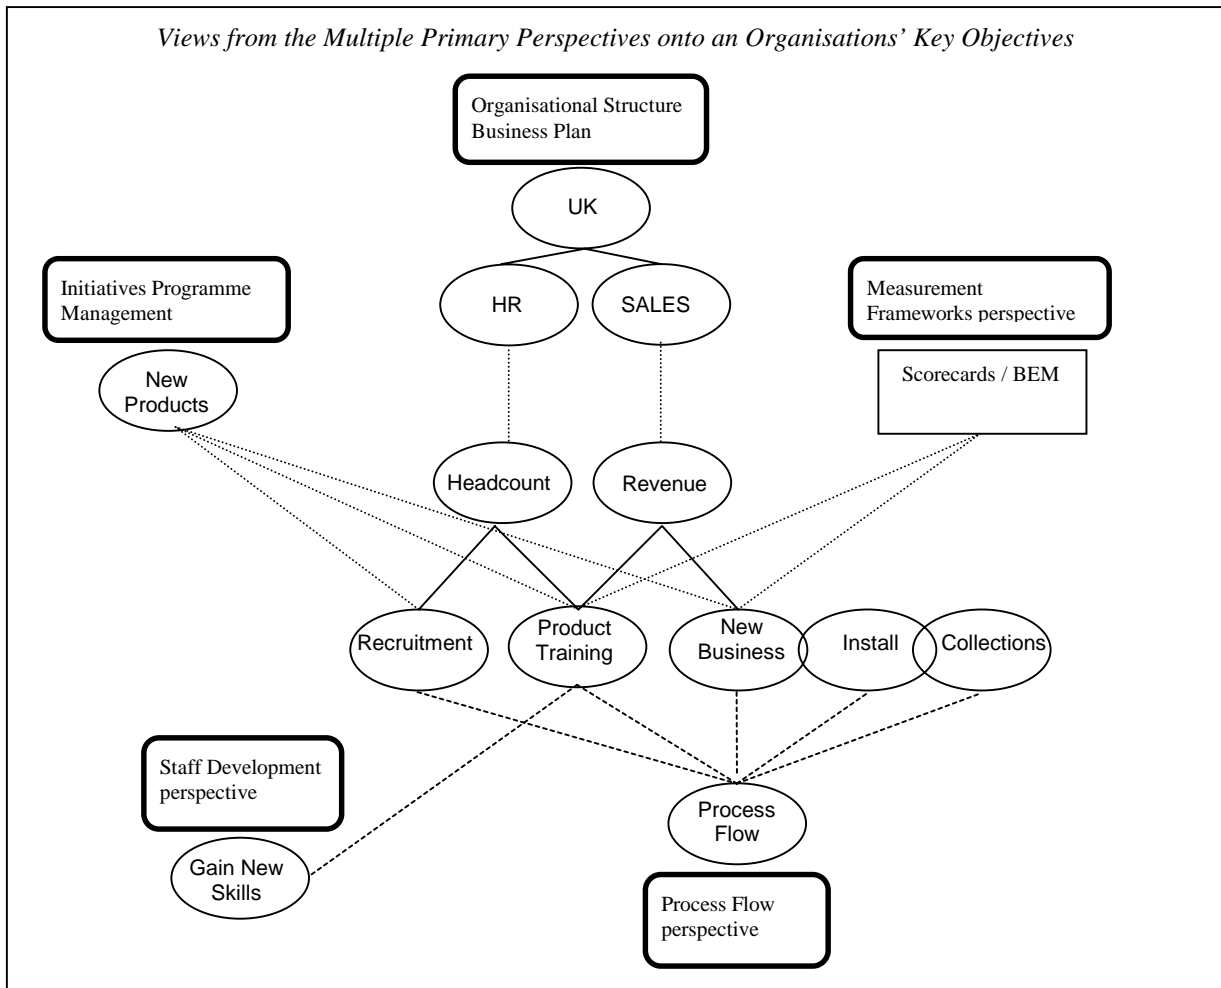 Views from the Multiple Primary Perspectives onto an Organisations’ Key Objectives
Organisational Structure
Business Plan
UK
Initiatives Programme
Management
HR
SALES
Measurement
Frameworks perspective
New
Products
Scorecards / BEM
Headcount
Revenue
Recruitment
Product
Training
New
Business
Install
Collections
Staff Development
perspective
Process
Flow
Gain New
Skills
Process Flow
perspective